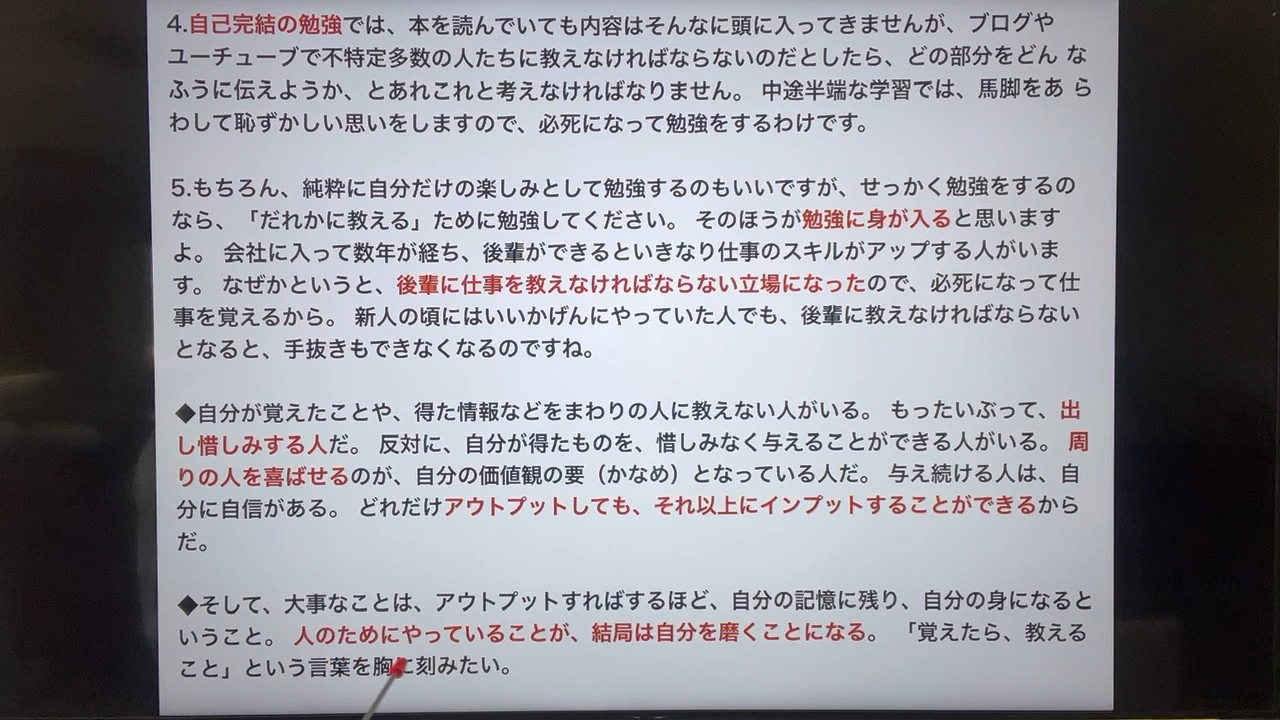 4.自己完結の勉強では、本を読んでいても内容はそんなに頭に入ってきませんが、ブログや
ユーチューブで不特定多数の人たちに教えなければならないのだとしたら、どの部分をどん な
ふうに伝えようか、とあれこれと考えなければなりません。 中途半端な学習では、馬脚をあ ら
わして恥ずかしい思いをしますので、必死になって勉強をするわけです。
5.もちろん、純粋に自分だけの楽しみとして勉強するのもいいですが、せっかく勉強をするの
なら、「だれかに教える」ために勉強してください。 そのほうが勉強に身が入ると思います
よ。 会社に入って数年が経ち、後輩ができるといきなり仕事のスキルがアップする人がいま
す。 なぜかというと、後輩に仕事を教えなければならない立場になったので、必死になって仕
事を覚えるから。 新人の頃にはいいかげんにやっていた人でも、後輩に教えなければならない
となると、手抜きもできなくなるのですね。
◆自分が覚えたことや、得た情報などをまわりの人に教えない人がいる。 もったいぶって、出
し惜しみする人だ。 反対に、自分が得たものを、惜しみなく与えることができる人がいる。 周
りの人を喜ばせるのが、自分の価値観の要（かなめ）となっている人だ。 与え続ける人は、自
分に自信がある。 どれだけアウトプットしても、それ以上にインプットすることができるから
だ。
◆そして、大事なことは、アウトプットすればするほど、自分の記憶に残り、自分の身になると
いうこと。 人のためにやっていることが、結局は自分を磨くことになる。 「覚えたら、教える
こと」という言葉を胸に刻みたい。